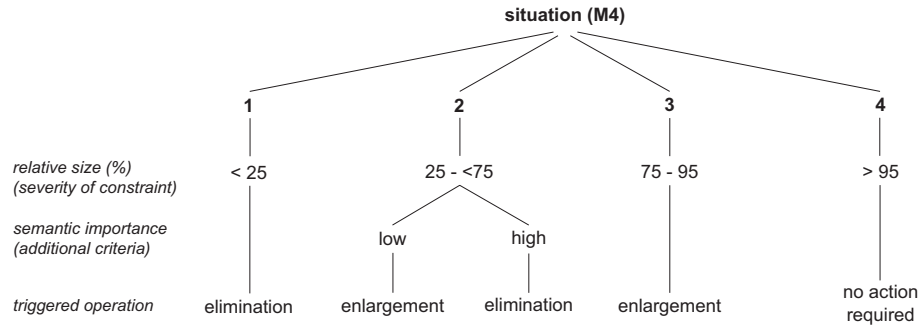 situation (M4)
1 2 3 4
relative size (%) < 25 25 - <75 75 - 95 > 95
(severity of constraint)
semantic importance
(additional criteria) low high
triggered operation elimination enlargement elimination enlargement no action
required